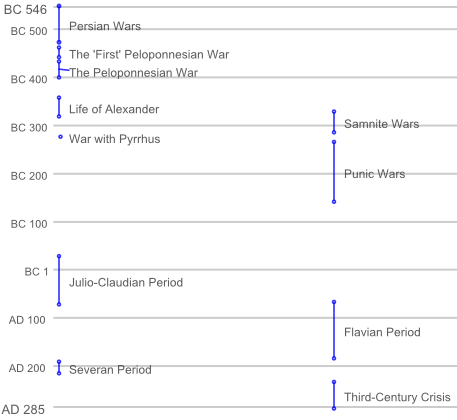 BC 546
Persian Wars
BC 500
The 'First' Peloponnesian War
The Peloponnesian War
BC 400
Life of Alexander
Samnite Wars
BC 300
War with Pyrrhus
Punic Wars
BC 200
BC 100
BC 1
Julio-Claudian Period
AD 100
Flavian Period
AD 200
Severan Period
Third-Century Crisis
AD 285